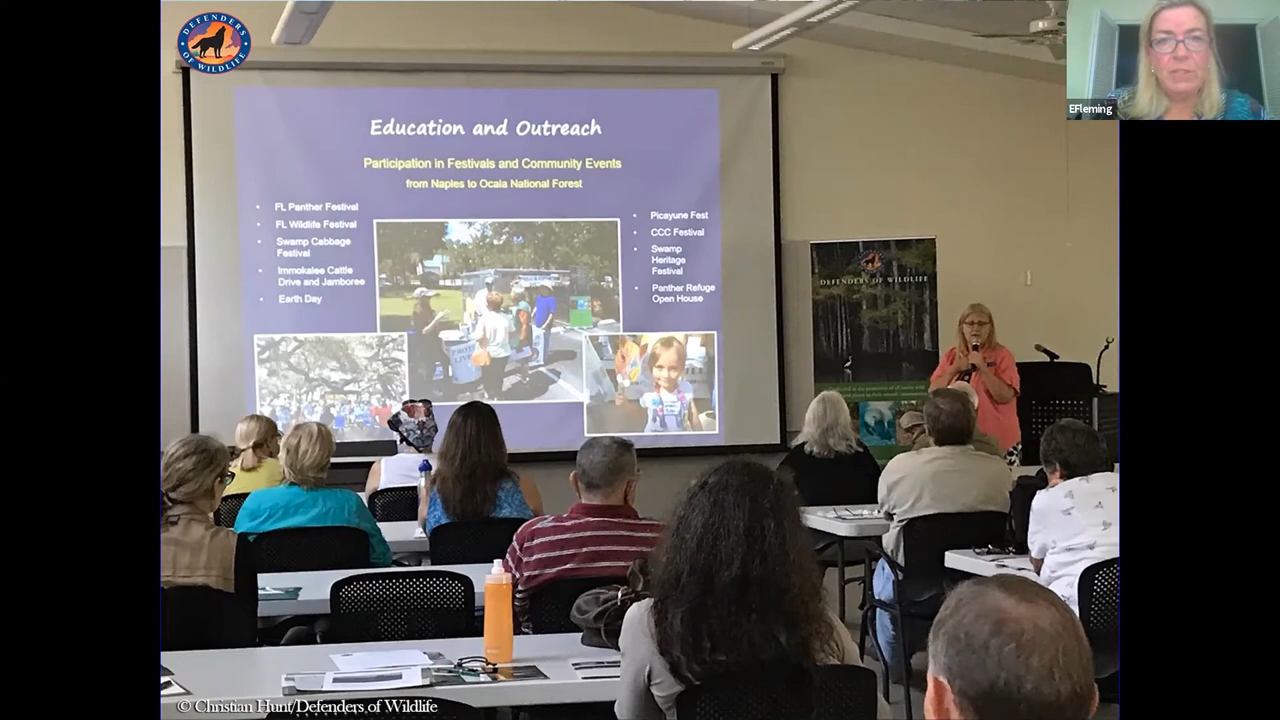 DEFENDERS OF WILDLIFE
EFleming
Education and Outreach
Participation in Festivals and Community Events
from Naples to Ocala National Forest
• FL Panther Festival
• FL Wildlife Festival
• Swamp Cabbage
Festival
• Immokalee Cattle
Drive and Jamboree
• Earth Day
• Picayune Fest
• CCC Festival
• Swamp
Heritage
Festival
• Panther Refuge
Open House
DEFENDERS OF WILDLIFE
© Christian Hunt/Defenders of Wildlife